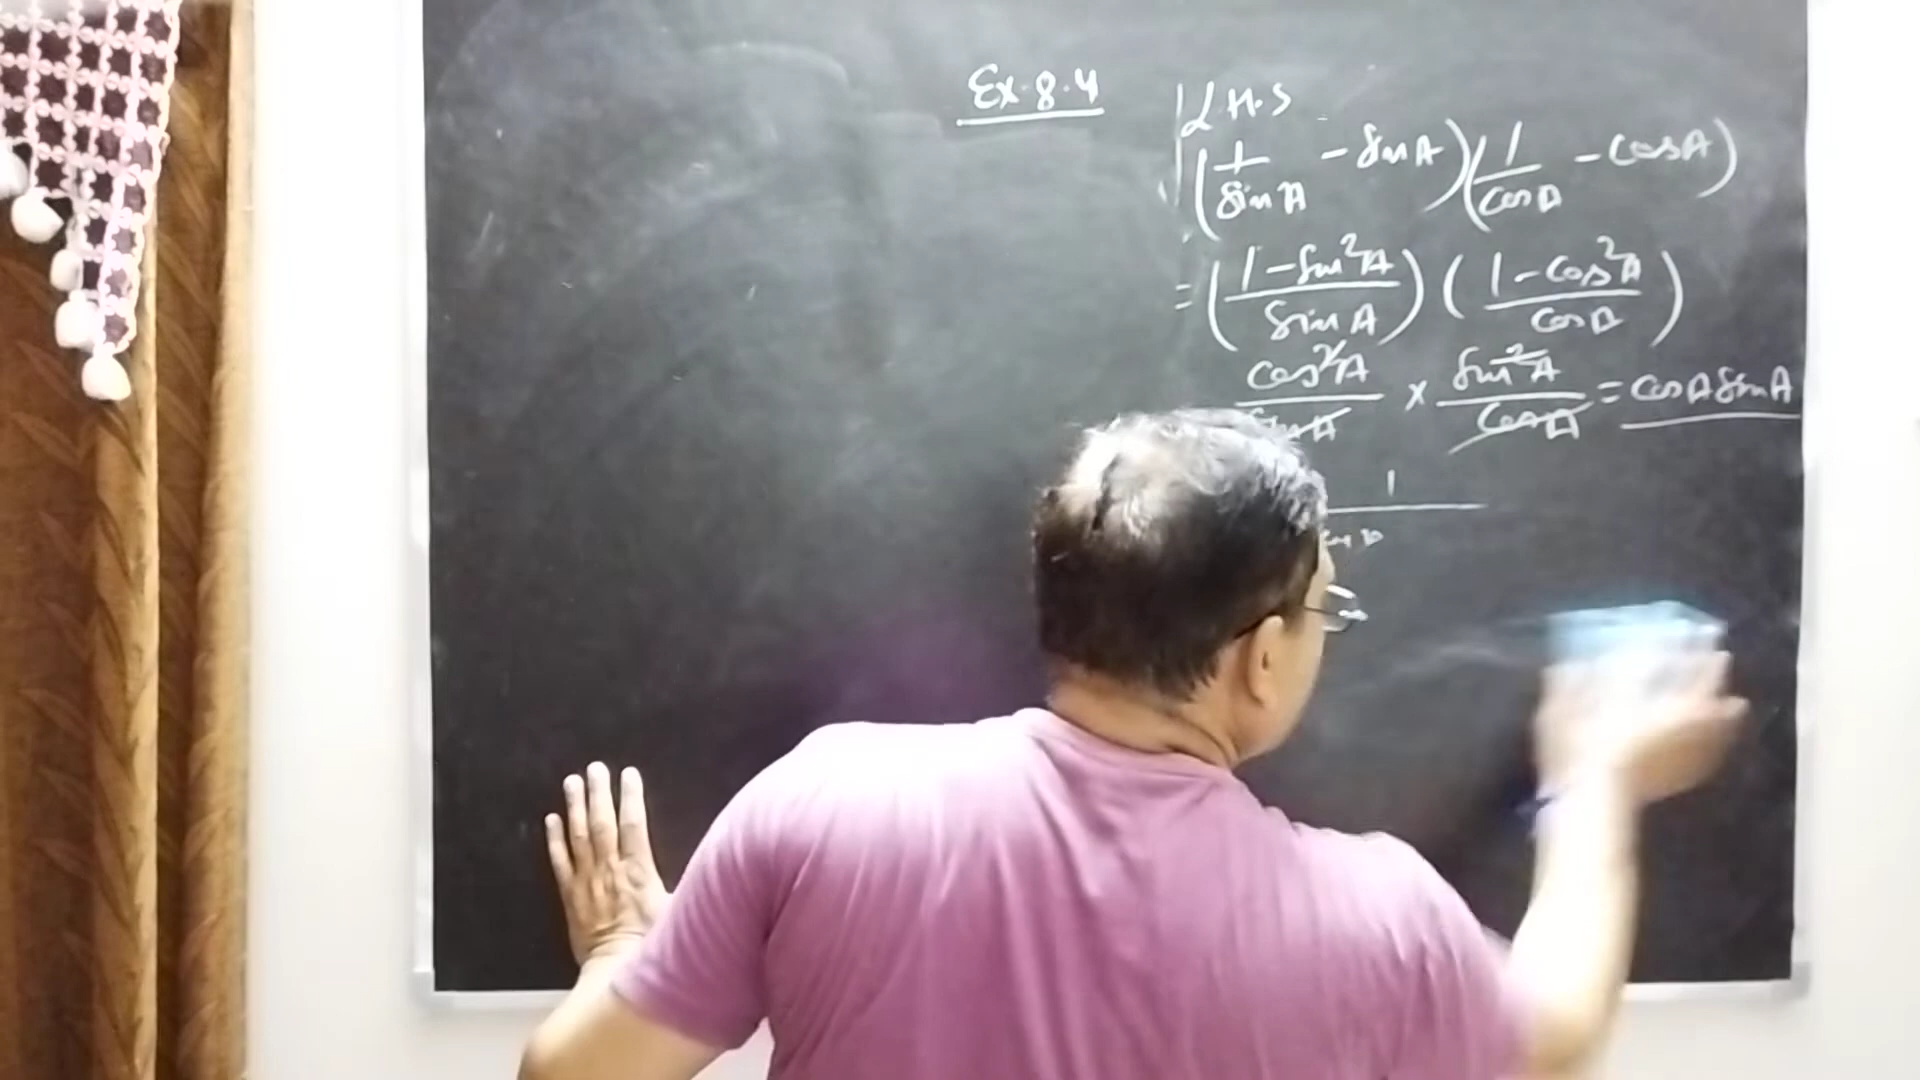 Ex. 8.4
L H.S
(1/sinA - sinA)(1/cosA - cosA)
= (1-sin²A/sinA) (1-cos²A/cosA)
cos²A/sinA × sin²A/cosA = cosA sinA
1